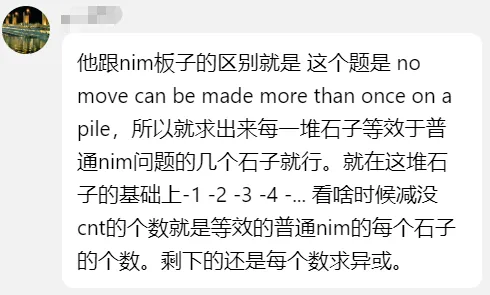 他跟nim板子的区别就是 这个题是 no
move can be made more than once on a
pile，所以就求出来每一堆石子等效于普
通nim问题的几个石子就行。就在这堆石
子的基础上-1 -2 -3 -4 -... 看啥时候减没
cnt的个数就是等效的普通nim的每个石子
的个数。剩下的还是每个数求异或。